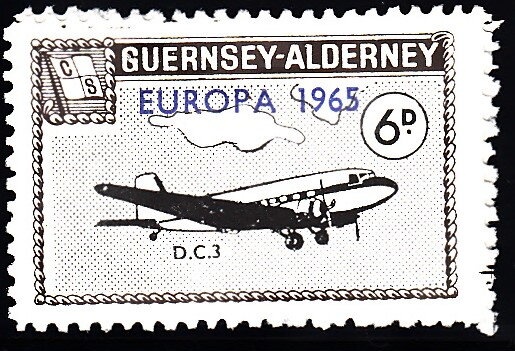 C
S
GUERNSEY-ALDERNEY
EUROPA 1965
6D.
D.C.3